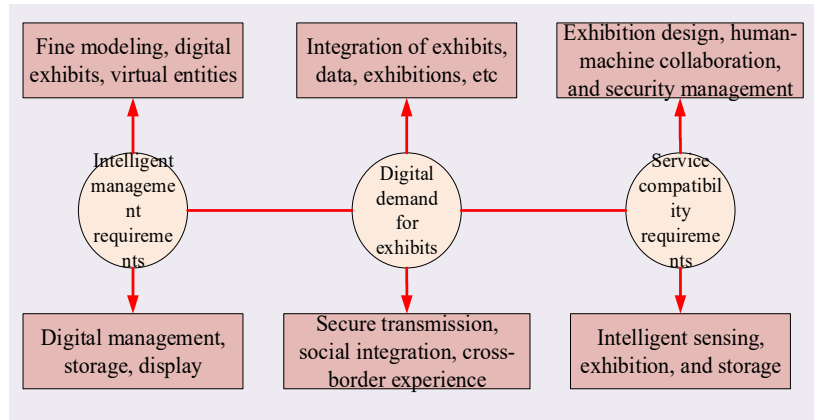 Fine modeling, digital
exhibits, virtual entities
Integration of exhibits,
data, exhibitions, etc
Exhibition design, human-
machine collaboration,
and security management
Intelligent
manageme
nt
requireme
nts
Digital
demand
for
exhibits
Service
compatibil
ity
requireme
nts
Digital management,
storage, display
Secure transmission,
social integration, cross-
border experience
Intelligent sensing,
exhibition, and storage